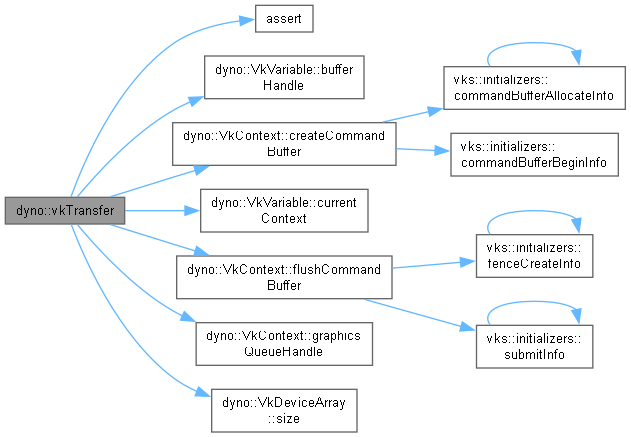 assert
dyno::VkVariable::buffer
Handle
vks::initializers::
commandBufferAllocateInfo
dyno::VkContext::createCommand
Buffer
vks::initializers::
commandBufferBeginInfo
dyno::vkTransfer
dyno::VkVariable::current
Context
vks::initializers::
fenceCreateInfo
dyno::VkContext::flushCommand
Buffer
dyno::VkContext::graphics
QueueHandle
vks::initializers::
submitInfo
dyno::VkDeviceArray
::size